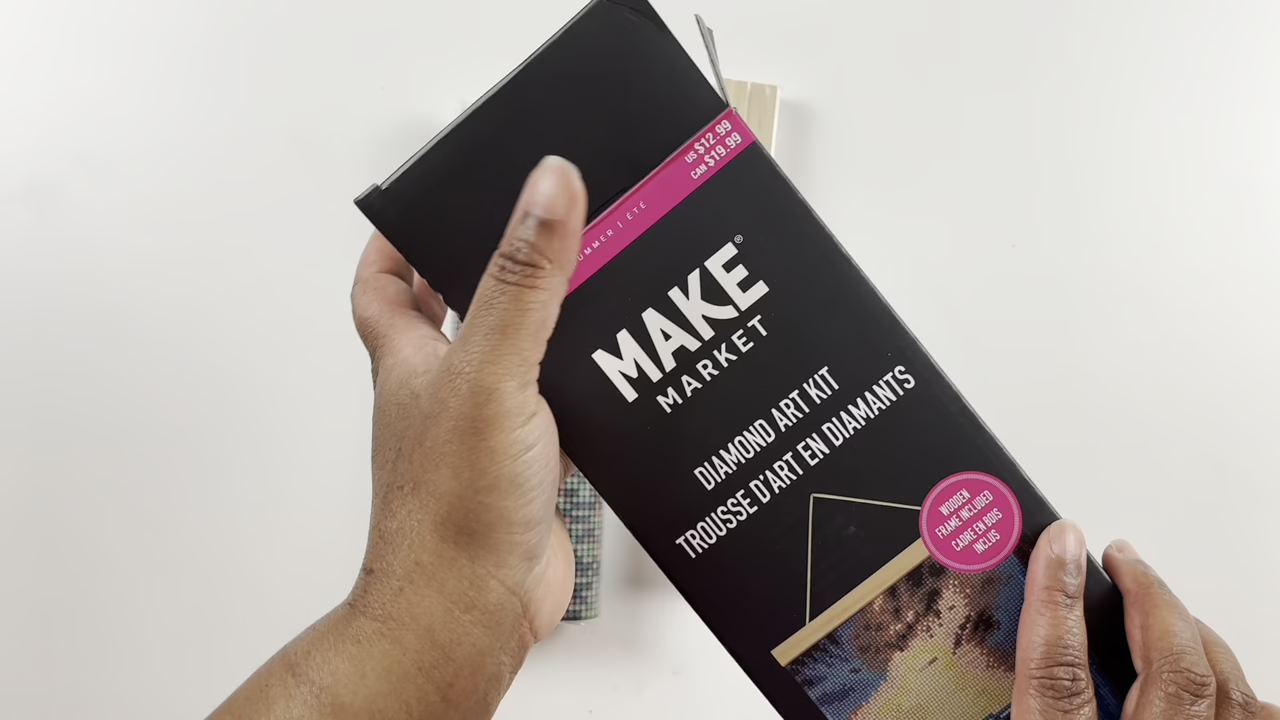 US $12.99
CAN $19.99
UMMER | ÉTÉ
MAKE®
MARKET
DIAMOND ART KIT
TROUSSE D'ART EN DIAMANTS
WOODEN
FRAME INCLUDED
CADRE EN BOIS
INCLUS